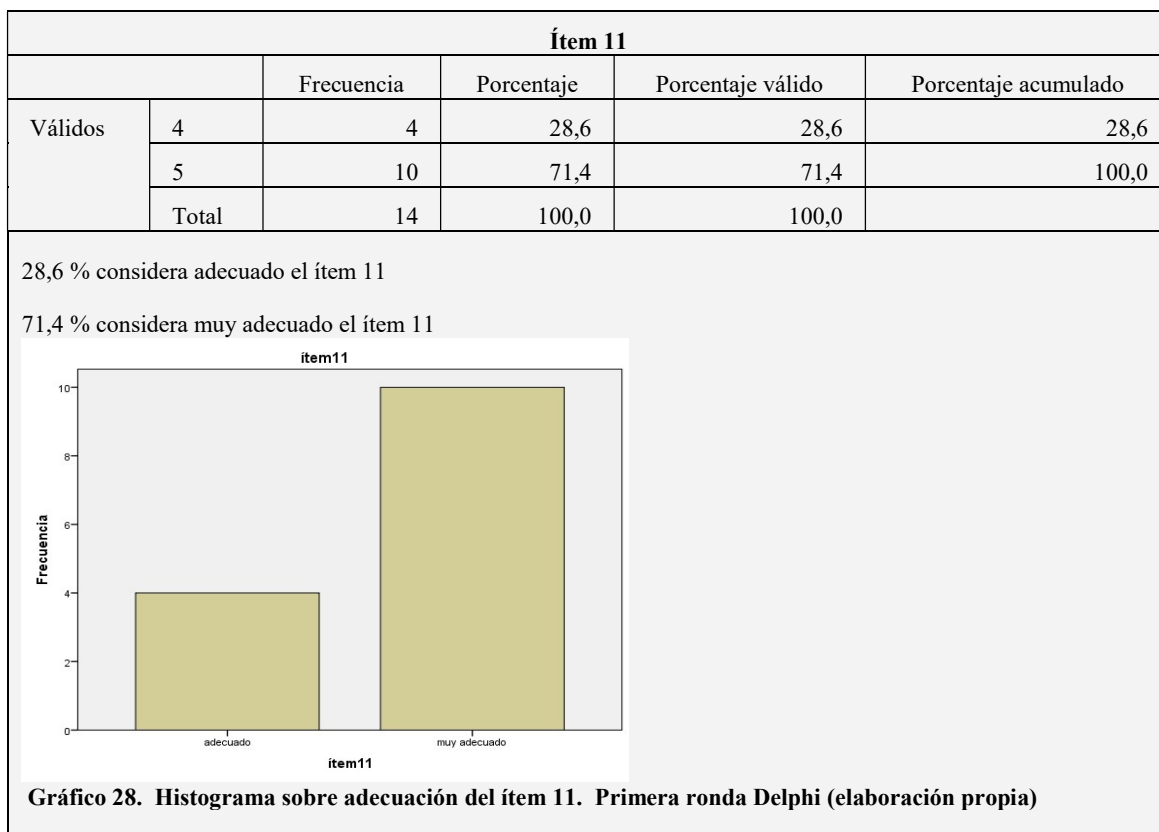 Ítem 11
Frecuencia Porcentaje Porcentaje válido Porcentaje acumulado
Válidos 4 4 28,6 28,6 28,6
5 10 71,4 71,4 100,0
Total 14 100,0 100,0
28,6 % considera adecuado el ítem 11
71,4 % considera muy adecuado el ítem 11
ítem11
10
8
6
4
2
0
Frecuencia
adecuado muy adecuado
ítem11
Gráfico 28. Histograma sobre adecuación del ítem 11. Primera ronda Delphi (elaboración propia)